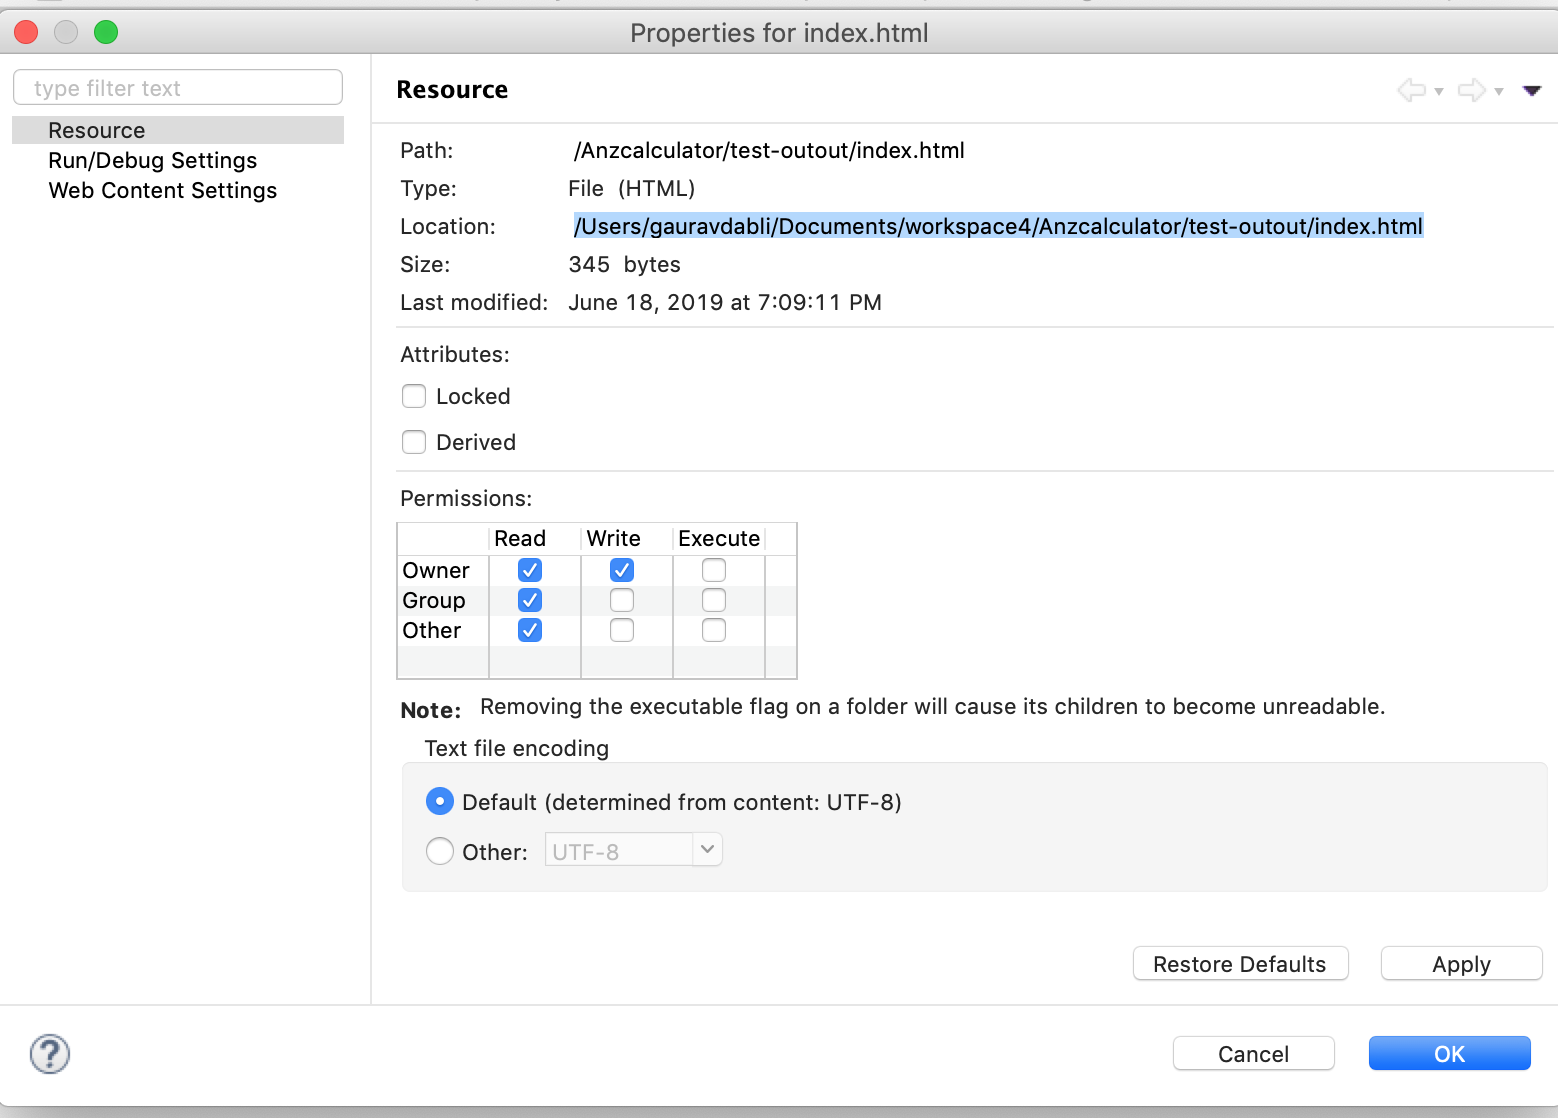 Properties for index.html
type filter text
Resource
Run/Debug Settings
Web Content Settings
Resource
Path: /Anzcalculator/test-outout/index.html
Type: File (HTML)
Location: /Users/gauravdabli/Documents/workspace4/Anzcalculator/test-outout/index.html
Size: 345 bytes
Last modified: June 18, 2019 at 7:09:11 PM
Attributes:
Locked
Derived
Permissions:
Read Write Execute
Owner
Group
Other
Note: Removing the executable flag on a folder will cause its children to become unreadable.
Text file encoding
Default (determined from content: UTF-8)
Other: UTF-8
Restore Defaults Apply
? Cancel OK